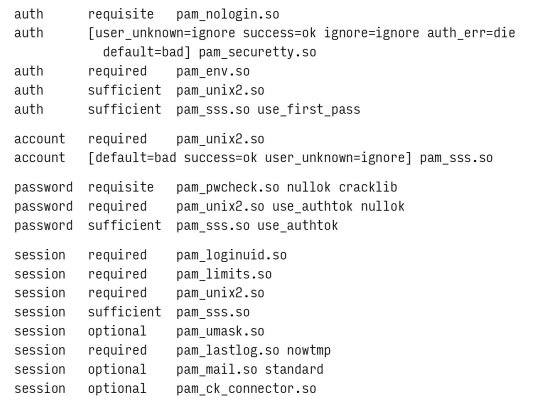 auth      requisite   pam_nologin.so
auth      [user_unknown=ignore success=ok ignore=ignore auth_err=die
            default=bad] pam_securetty.so
auth      required    pam_env.so
auth      sufficient  pam_unix2.so
auth      sufficient  pam_sss.so use_first_pass
account   required    pam_unix2.so
account   [default=bad success=ok user_unknown=ignore] pam_sss.so
password  requisite   pam_pwcheck.so nullok cracklib
password  required    pam_unix2.so use_authtok nullok
password  sufficient  pam_sss.so use_authtok
session   required    pam_loginuid.so
session   required    pam_limits.so
session   required    pam_unix2.so
session   sufficient  pam_sss.so
session   optional    pam_umask.so
session   required    pam_lastlog.so nowtmp
session   optional    pam_mail.so standard
session   optional    pam_ck_connector.so